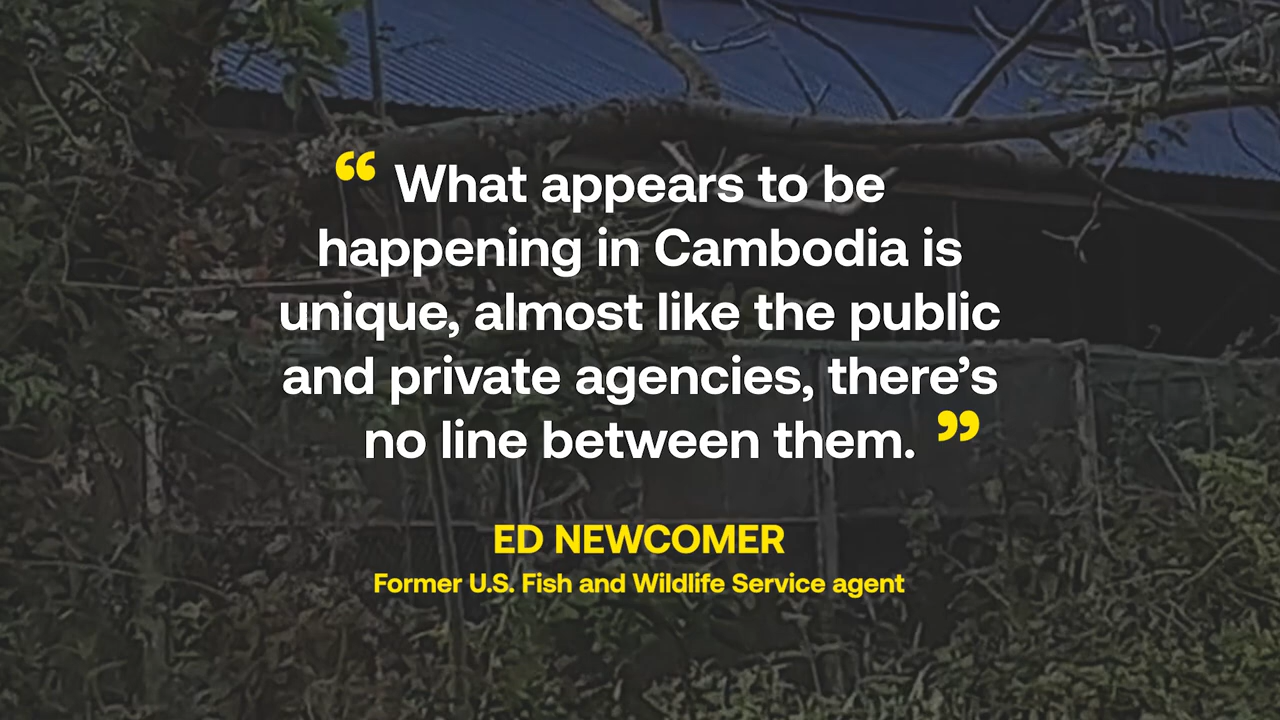 “ What appears to be
happening in Cambodia is
unique, almost like the public
and private agencies, there’s
no line between them. ”
ED NEWCOMER
Former U.S. Fish and Wildlife Service agent